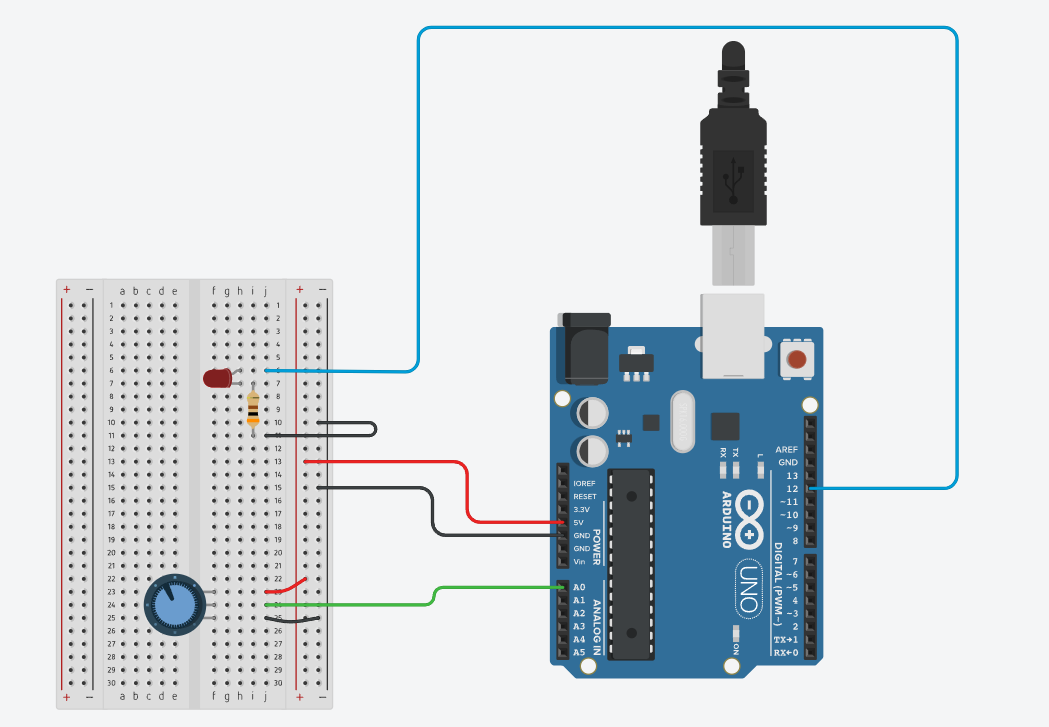 + − a b c d e f g h i j + −
1 1
2 2
3 3
4 4
5 5
6
7 7
8 8
9 9
10 10
11
12 12
13 13
14 14
15 15
16 16
17 17
18 18
19 19
20 20
21 21
22 22
23
24
25 25
26 26
27 27
28 28
29 29
30 30
+ − a b c d e f g h i j + −
IOREF
RESET
3.3V
5V
GND
GND
Vin
POWER
A0
A1
A2
A3
A4
A5
ANALOG IN
RX
TX
L
ARDUINO
UNO
ON
AREF
GND
13
12
~11
~10
~9
8
7
~6
~5
4
~3
2
TX→1
RX←0
DIGITAL (PWM~)